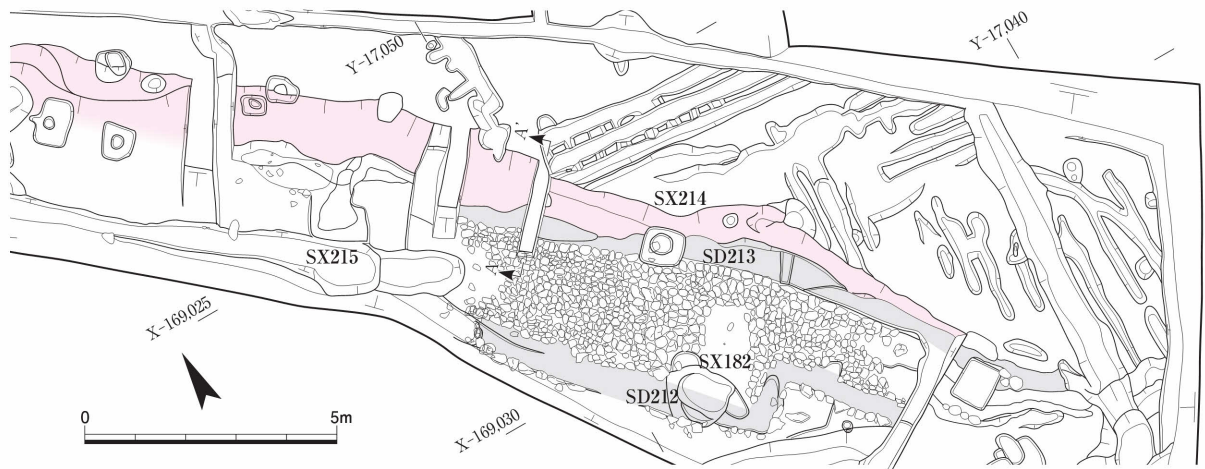 Y-17,050
Y-17,040
A'
SX214
SX215
SD213
A
X-169,025
SX182
SD212
X-169,030
0
5m